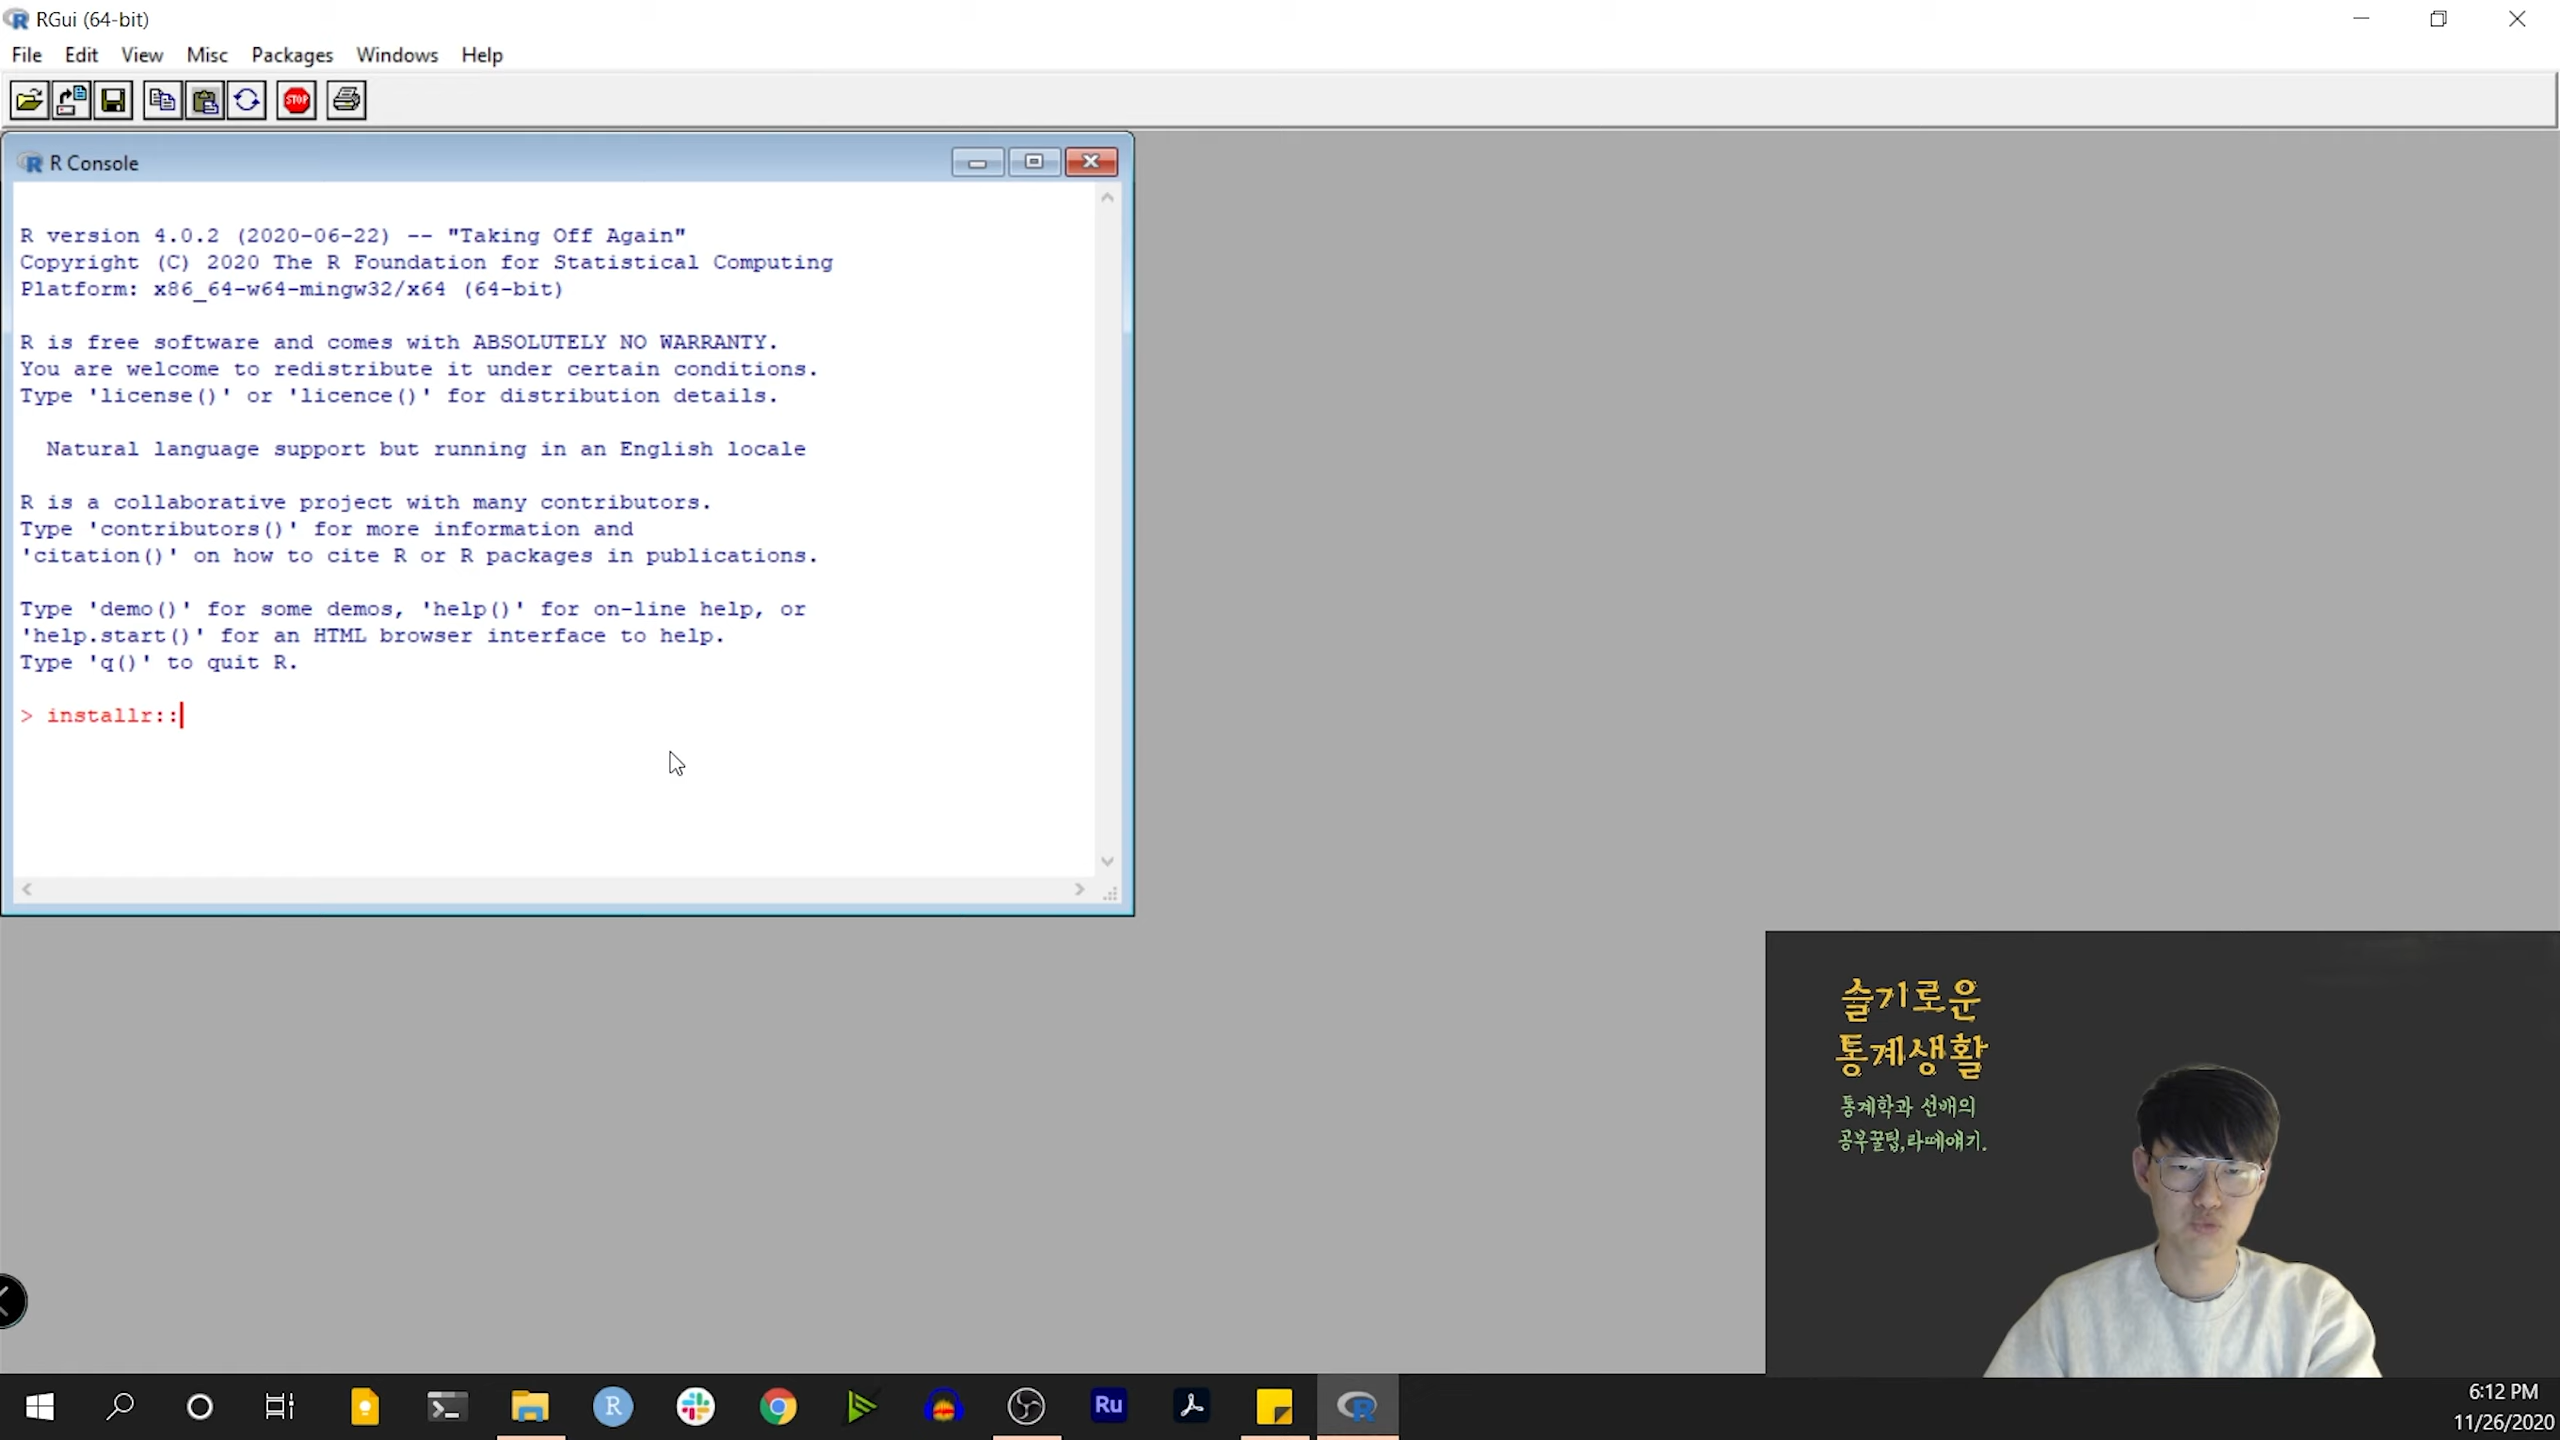 RGui (64-bit)
File Edit View Misc Packages Windows Help
STOP
R Console
R version 4.0.2 (2020-06-22) -- "Taking Off Again"
Copyright (C) 2020 The R Foundation for Statistical Computing
Platform: x86_64-w64-mingw32/x64 (64-bit)
R is free software and comes with ABSOLUTELY NO WARRANTY.
You are welcome to redistribute it under certain conditions.
Type 'license()' or 'licence()' for distribution details.
Natural language support but running in an English locale
R is a collaborative project with many contributors.
Type 'contributors()' for more information and
'citation()' on how to cite R or R packages in publications.
Type 'demo()' for some demos, 'help()' for on-line help, or
'help.start()' for an HTML browser interface to help.
Type 'q()' to quit R.
> installr::
슬기로운
통계생활
통계학과 선배의
공부꿀팁,라떼얘기.
R
Ru
R
6:12 PM
11/26/2020